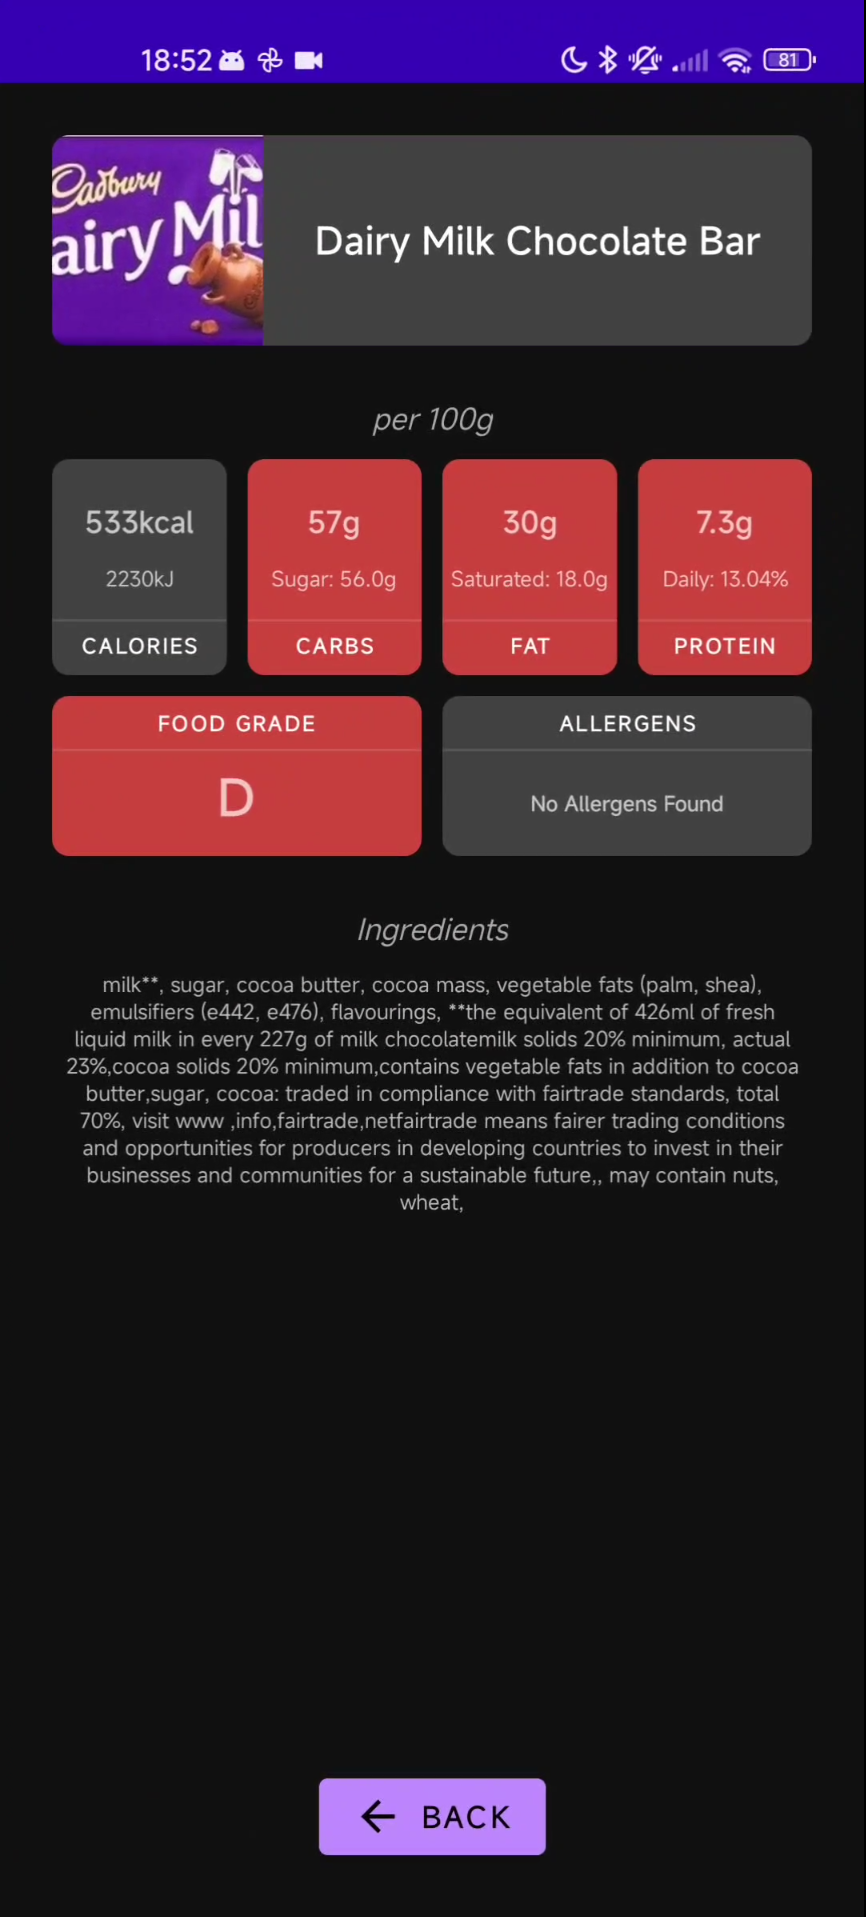 18:52
81
Cadbury
airy Mil
Dairy Milk Chocolate Bar
per 100g
533kcal
2230kJ
CALORIES
57g
Sugar: 56.0g
CARBS
30g
Saturated: 18.0g
FAT
7.3g
Daily: 13.04%
PROTEIN
FOOD GRADE
D
ALLERGENS
No Allergens Found
Ingredients
milk**, sugar, cocoa butter, cocoa mass, vegetable fats (palm, shea),
emulsifiers (e442, e476), flavourings, **the equivalent of 426ml of fresh
liquid milk in every 227g of milk chocolatemilk solids 20% minimum, actual
23%,cocoa solids 20% minimum,contains vegetable fats in addition to cocoa
butter,sugar, cocoa: traded in compliance with fairtrade standards, total
70%, visit www ,info,fairtrade,netfairtrade means fairer trading conditions
and opportunities for producers in developing countries to invest in their
businesses and communities for a sustainable future,, may contain nuts,
wheat,
BACK